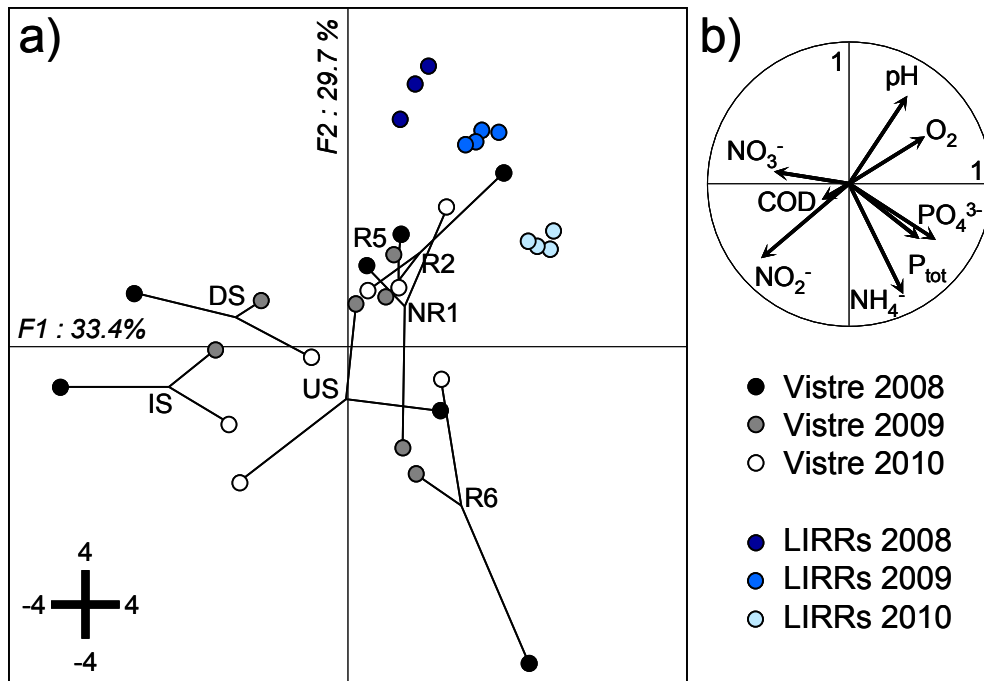 a)
F2 : 29.7 %
F1 : 33.4%
R5
R2
NR1
DS
US
IS
R6
4
-4 4
-4
b)
1
1
pH
O₂
NO₃⁻
COD
PO₄³⁻
P_tot
NO₂⁻
NH₄⁻
Vistre 2008
Vistre 2009
Vistre 2010
LIRRs 2008
LIRRs 2009
LIRRs 2010